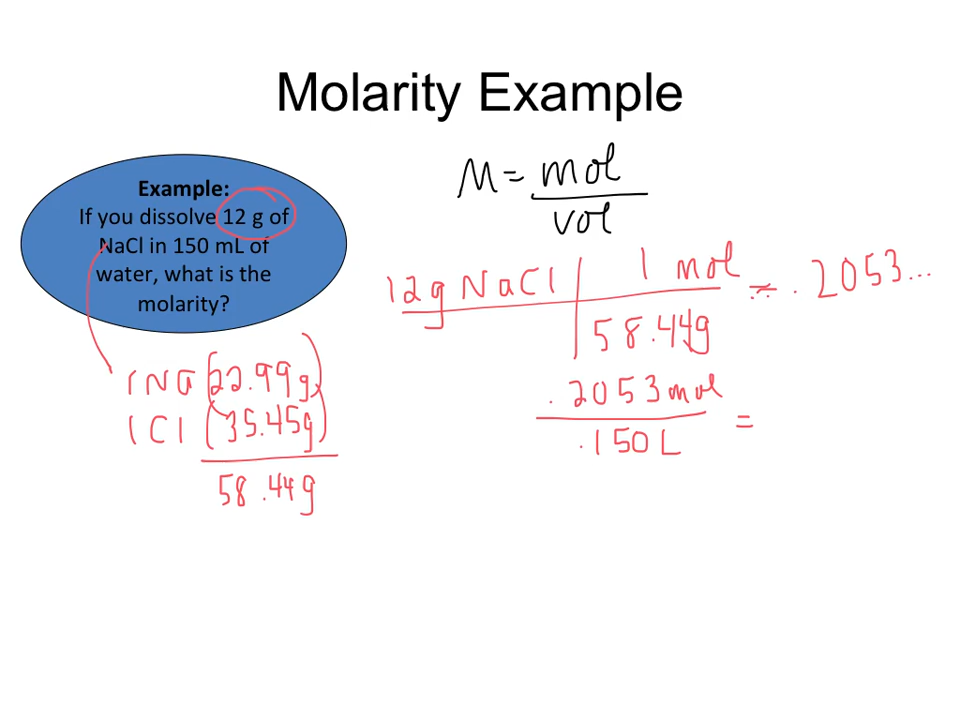 Molarity Example
Example:
If you dissolve 12 g of
NaCl in 150 mL of
water, what is the
molarity?
M = mol
vol
12g NaCl | 1 mol = .2053...
58.44g
1 Na (22.99g)
1 Cl (35.45g)
58.44g
.2053 mol =
.150 L